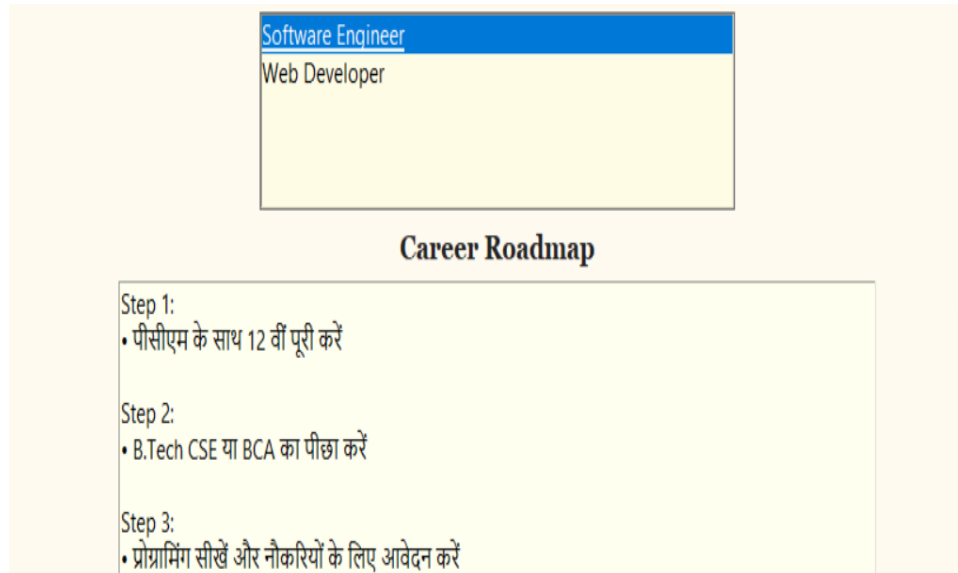 Software Engineer
Web Developer
Career Roadmap
Step 1:
• पीसीएम के साथ 12 वीं पूरी करें
Step 2:
• B.Tech CSE या BCA का पीछा करें
Step 3:
• प्रोग्रामिंग सीखें और नौकरियों के लिए आवेदन करें